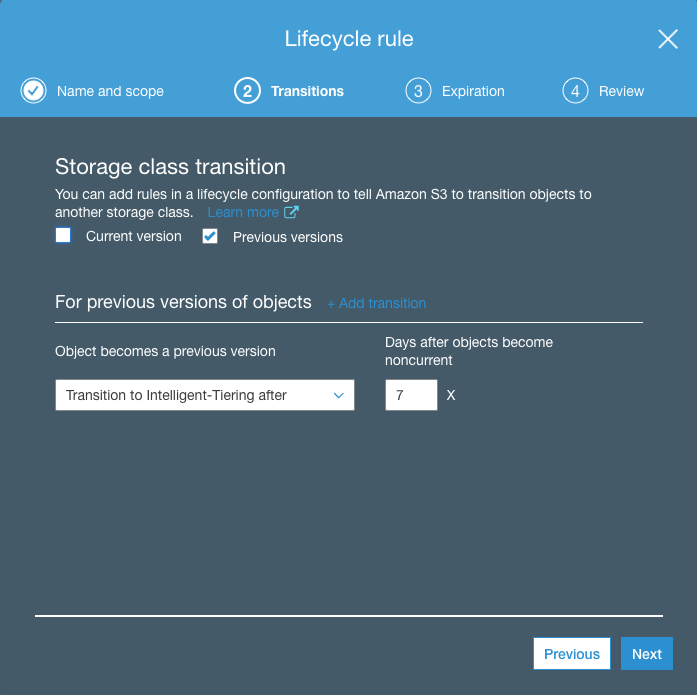 Lifecycle rule
Name and scope
2 Transitions
3 Expiration
4 Review
Storage class transition
You can add rules in a lifecycle configuration to tell Amazon S3 to transition objects to
another storage class. Learn more
Current version Previous versions
For previous versions of objects + Add transition
Object becomes a previous version
Days after objects become
noncurrent
Transition to Intelligent-Tiering after
7 X
Previous Next